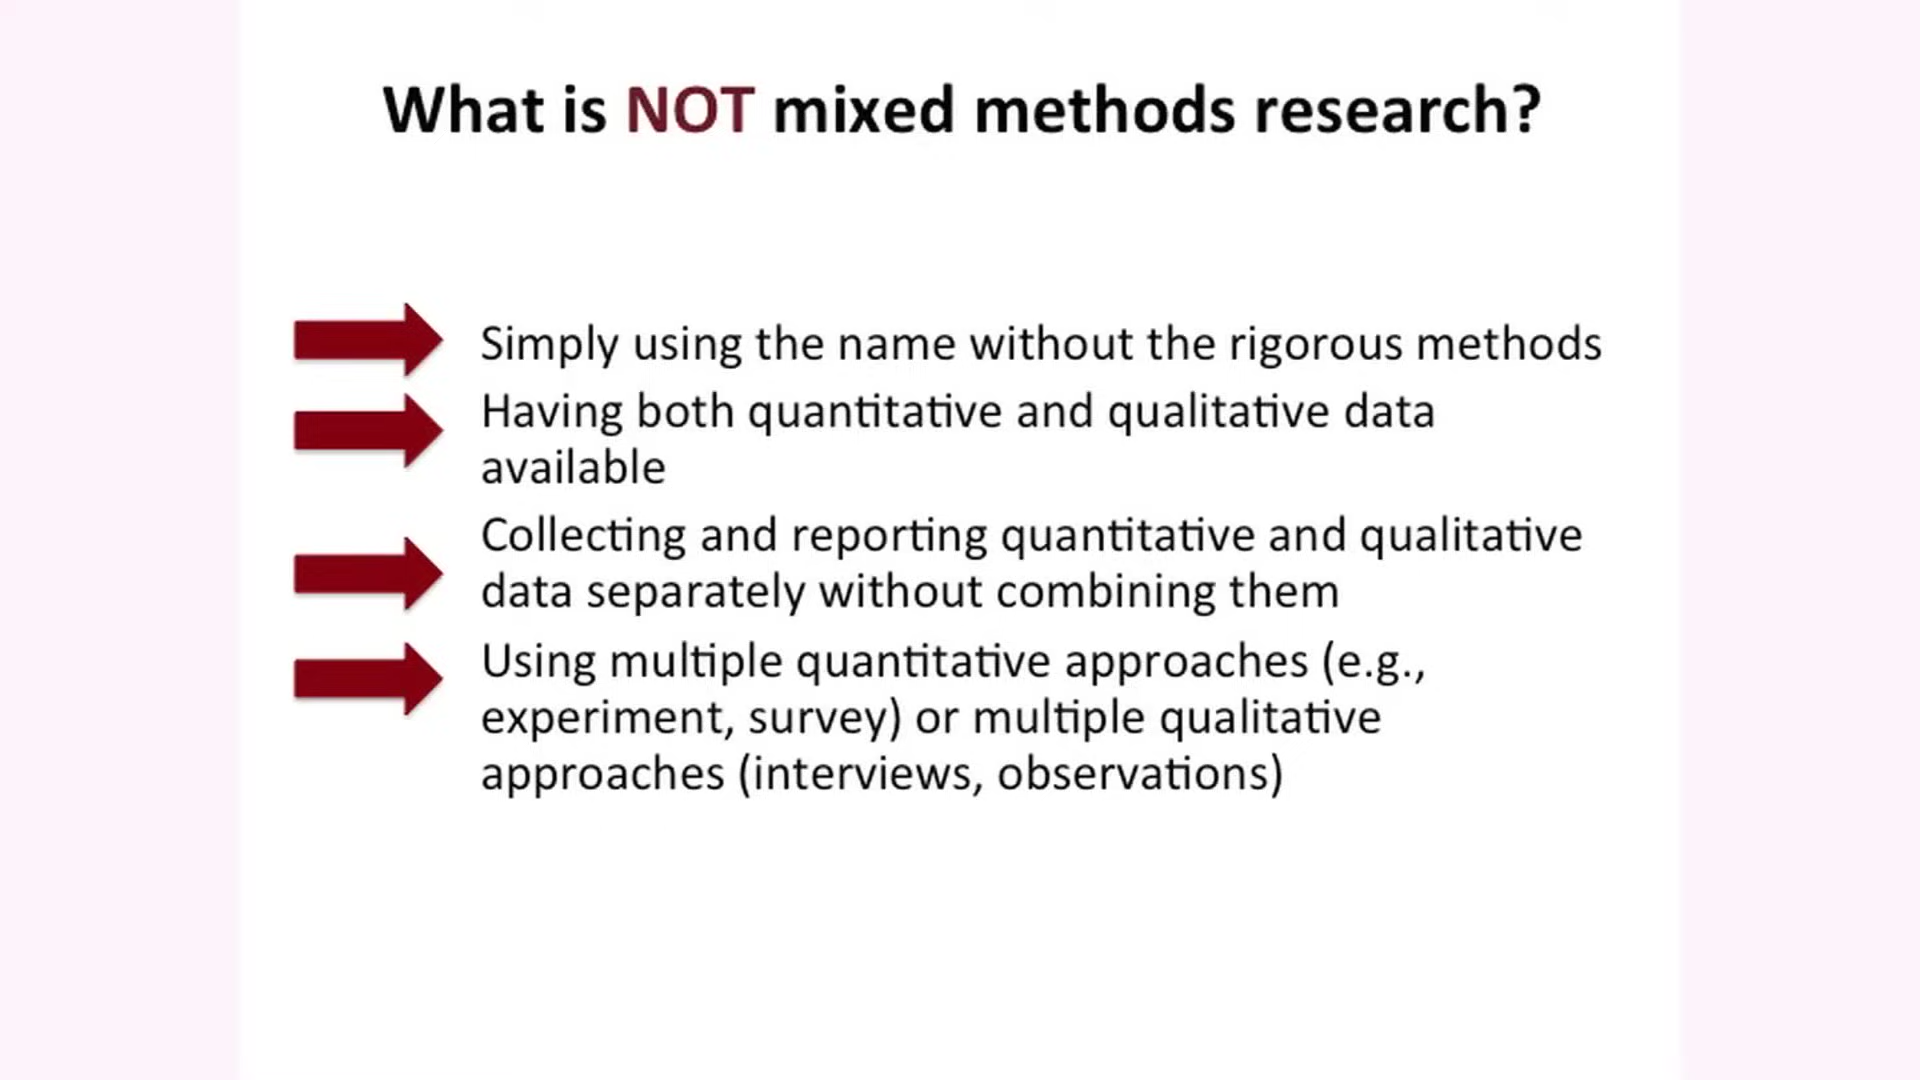 What is NOT mixed methods research?
Simply using the name without the rigorous methods
Having both quantitative and qualitative data
available
Collecting and reporting quantitative and qualitative
data separately without combining them
Using multiple quantitative approaches (e.g.,
experiment, survey) or multiple qualitative
approaches (interviews, observations)